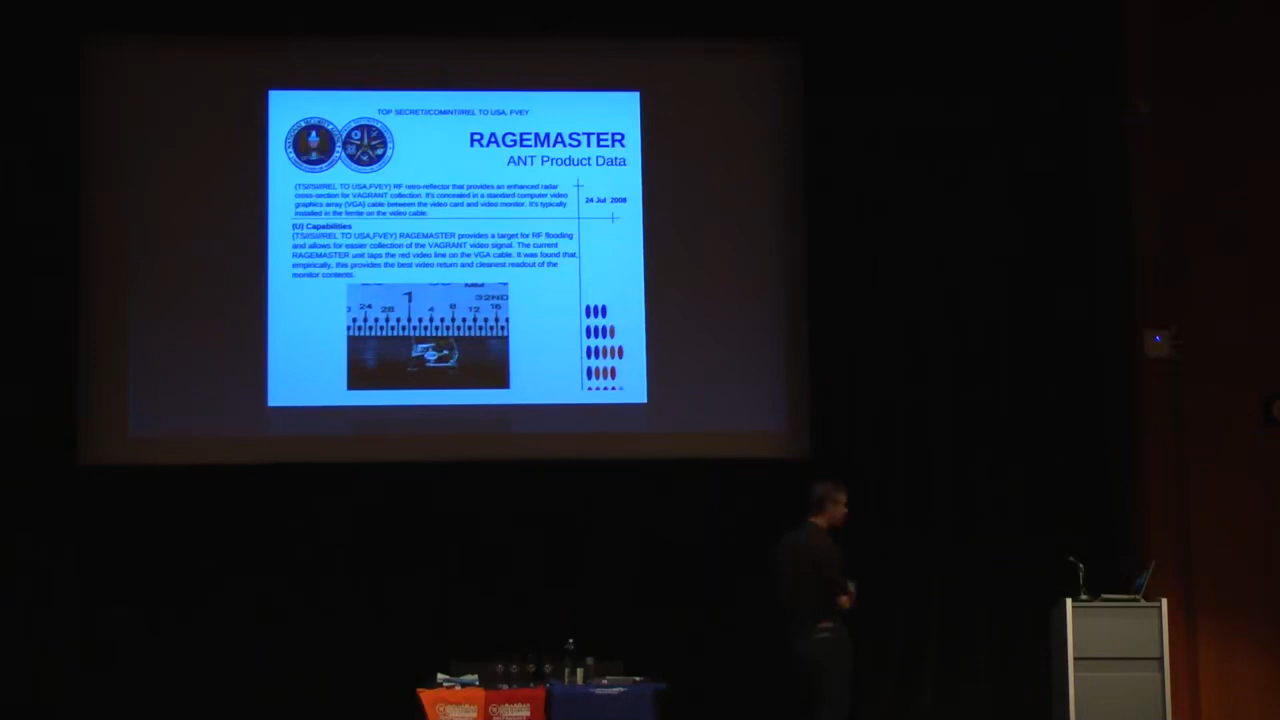 TOP SECRET//COMINT//REL TO USA, FVEY
RAGEMASTER
ANT Product Data
(TS//SI//REL TO USA,FVEY) RF retro-reflector that provides an enhanced radar
cross-section for VAGRANT collection. It's concealed in a standard computer video
graphics array (VGA) cable between the video card and video monitor. It's typically
installed in the ferrite on the video cable.
24 Jul 2008
(U) Capabilities
(TS//SI//REL TO USA,FVEY) RAGEMASTER provides a target for RF flooding
and allows for easier collection of the VAGRANT video signal. The current
RAGEMASTER unit taps the red video line on the VGA cable. It was found that,
empirically, this provides the best video return and cleanest readout of the
monitor contents.
1 32ND
24 28 4 8 12 16